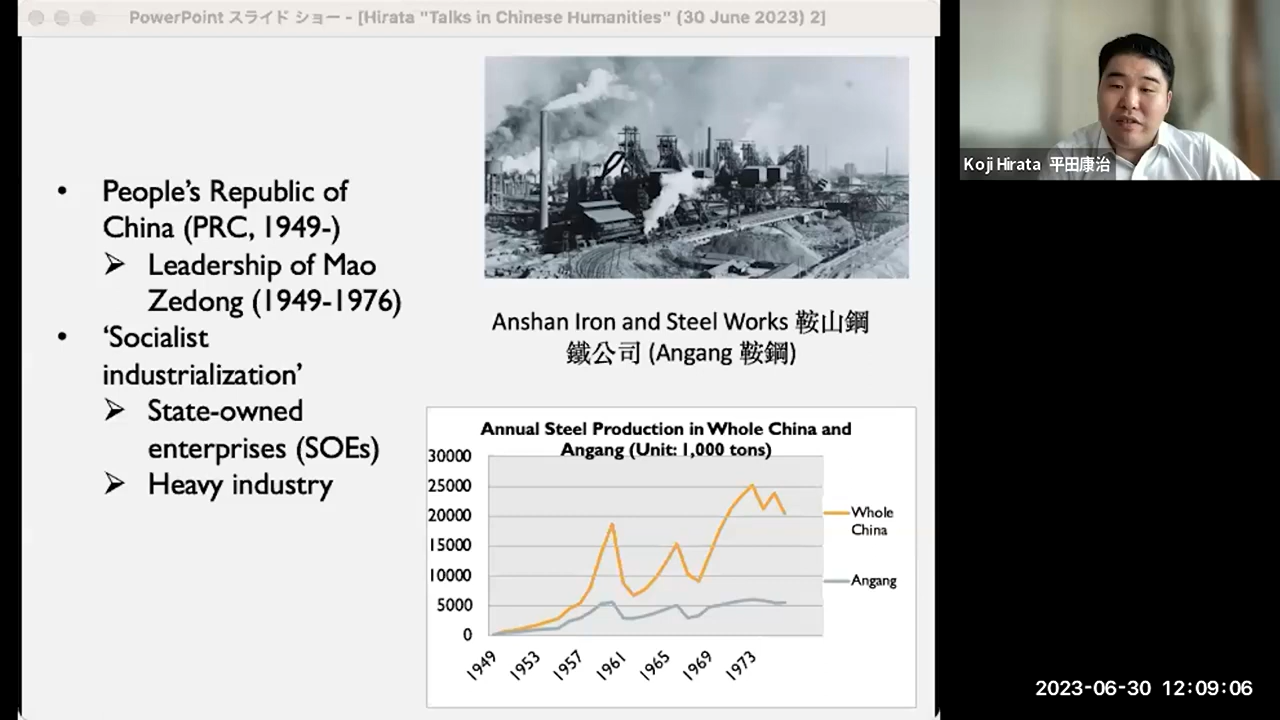 PowerPoint スライド ショー - [Hirata "Talks in Chinese Humanities" (30 June 2023) 2]
• People's Republic of
China (PRC, 1949-)
➢ Leadership of Mao
Zedong (1949-1976)
• 'Socialist
industrialization'
➢ State-owned
enterprises (SOEs)
➢ Heavy industry
Anshan Iron and Steel Works 鞍山鋼
鐵公司 (Angang 鞍鋼)
Annual Steel Production in Whole China and
Angang (Unit: 1,000 tons)
30000
25000
20000
15000
10000
5000
0
1949 1953 1957 1961 1965 1969 1973
Whole
China
Angang
Koji Hirata 平田康治
2023-06-30 12:09:06